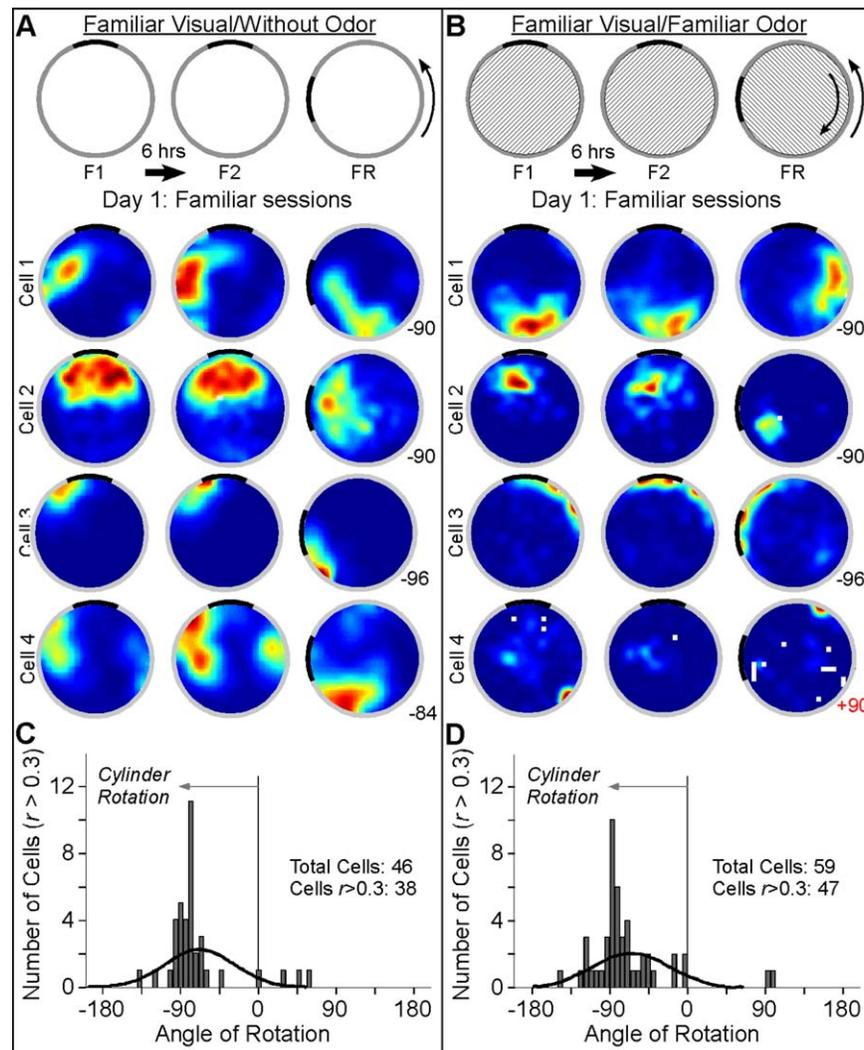 A
Familiar Visual/Without Odor
6 hrs
F1
F2
FR
Day 1: Familiar sessions
Cell 1
-90
Cell 2
-90
Cell 3
-96
Cell 4
-84
B
Familiar Visual/Familiar Odor
6 hrs
F1
F2
FR
Day 1: Familiar sessions
Cell 1
-90
Cell 2
-90
Cell 3
-96
Cell 4
+90
C
Number of Cells (r > 0.3)
12
8
4
0
Cylinder
Rotation
Total Cells: 46
Cells r>0.3: 38
-180
-90
0
90
180
Angle of Rotation
D
Number of Cells (r > 0.3)
12
8
4
0
Cylinder
Rotation
Total Cells: 59
Cells r>0.3: 47
-180
-90
0
90
180
Angle of Rotation